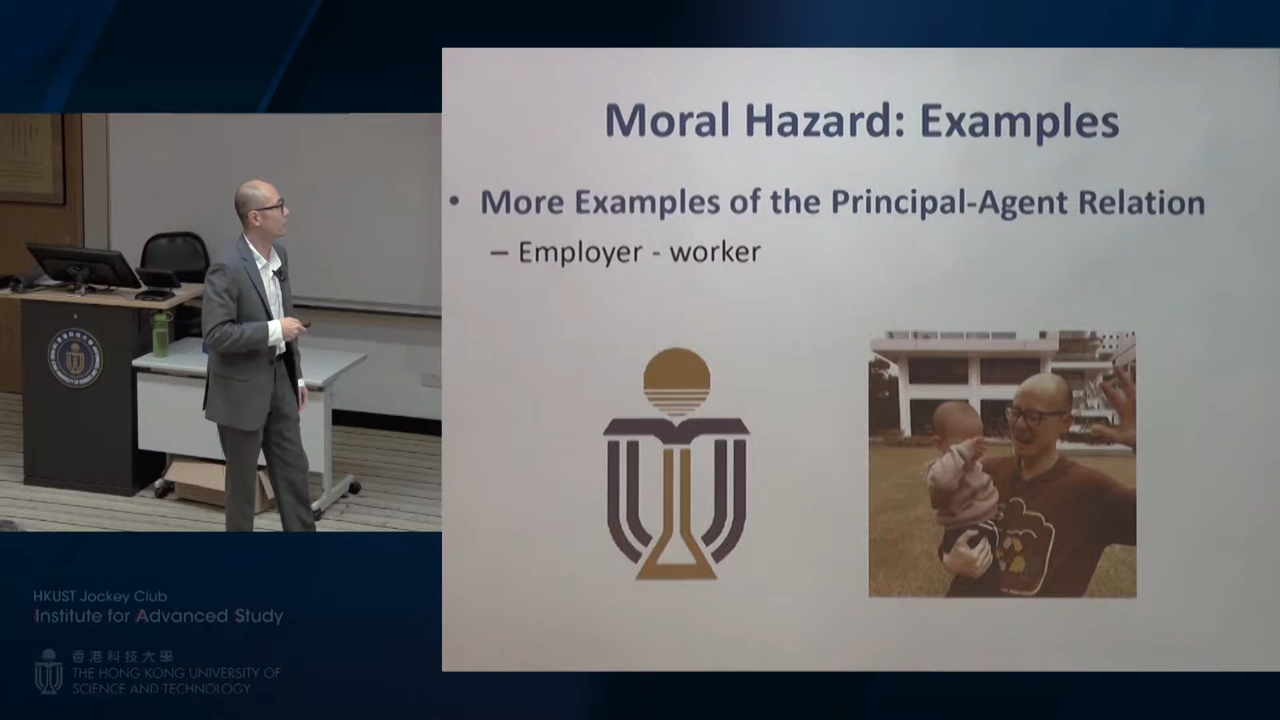 Moral Hazard: Examples
• More Examples of the Principal-Agent Relation
– Employer - worker
HKUST Jockey Club
Institute for Advanced Study
香港科技大學
THE HONG KONG UNIVERSITY OF
SCIENCE AND TECHNOLOGY